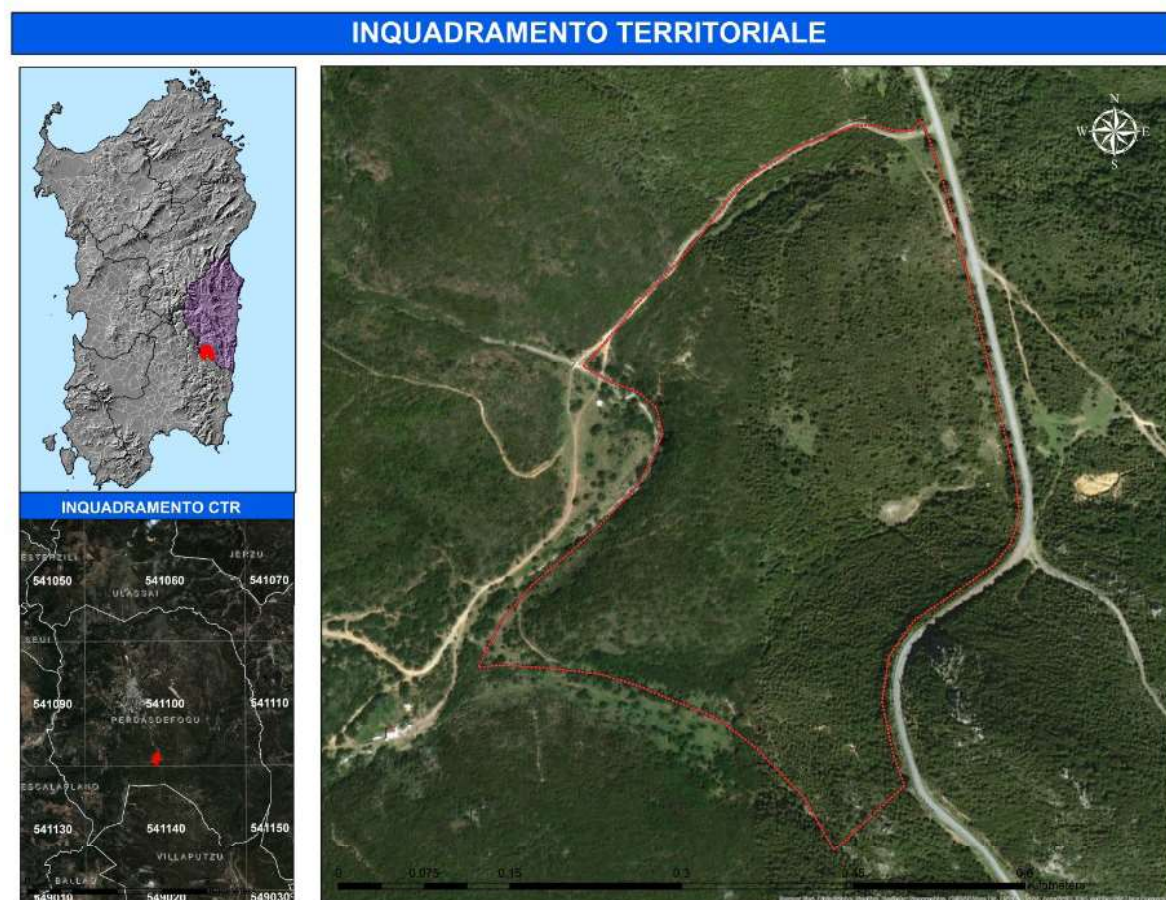 INQUADRAMENTO TERRITORIALE
N
W E
S
INQUADRAMENTO CTR
ESTERZILI
JERZU
541050 541060 541070
ULASSAI
SEUI
541090 541100 541110
PERDASDEFOGU
ESCALAPLANO
541130 541140 541150
VILLAPUTZU
BALLAO
549010 549020 549030
0 0.075 0.15 0.3 0.45 0.6
Kilometers